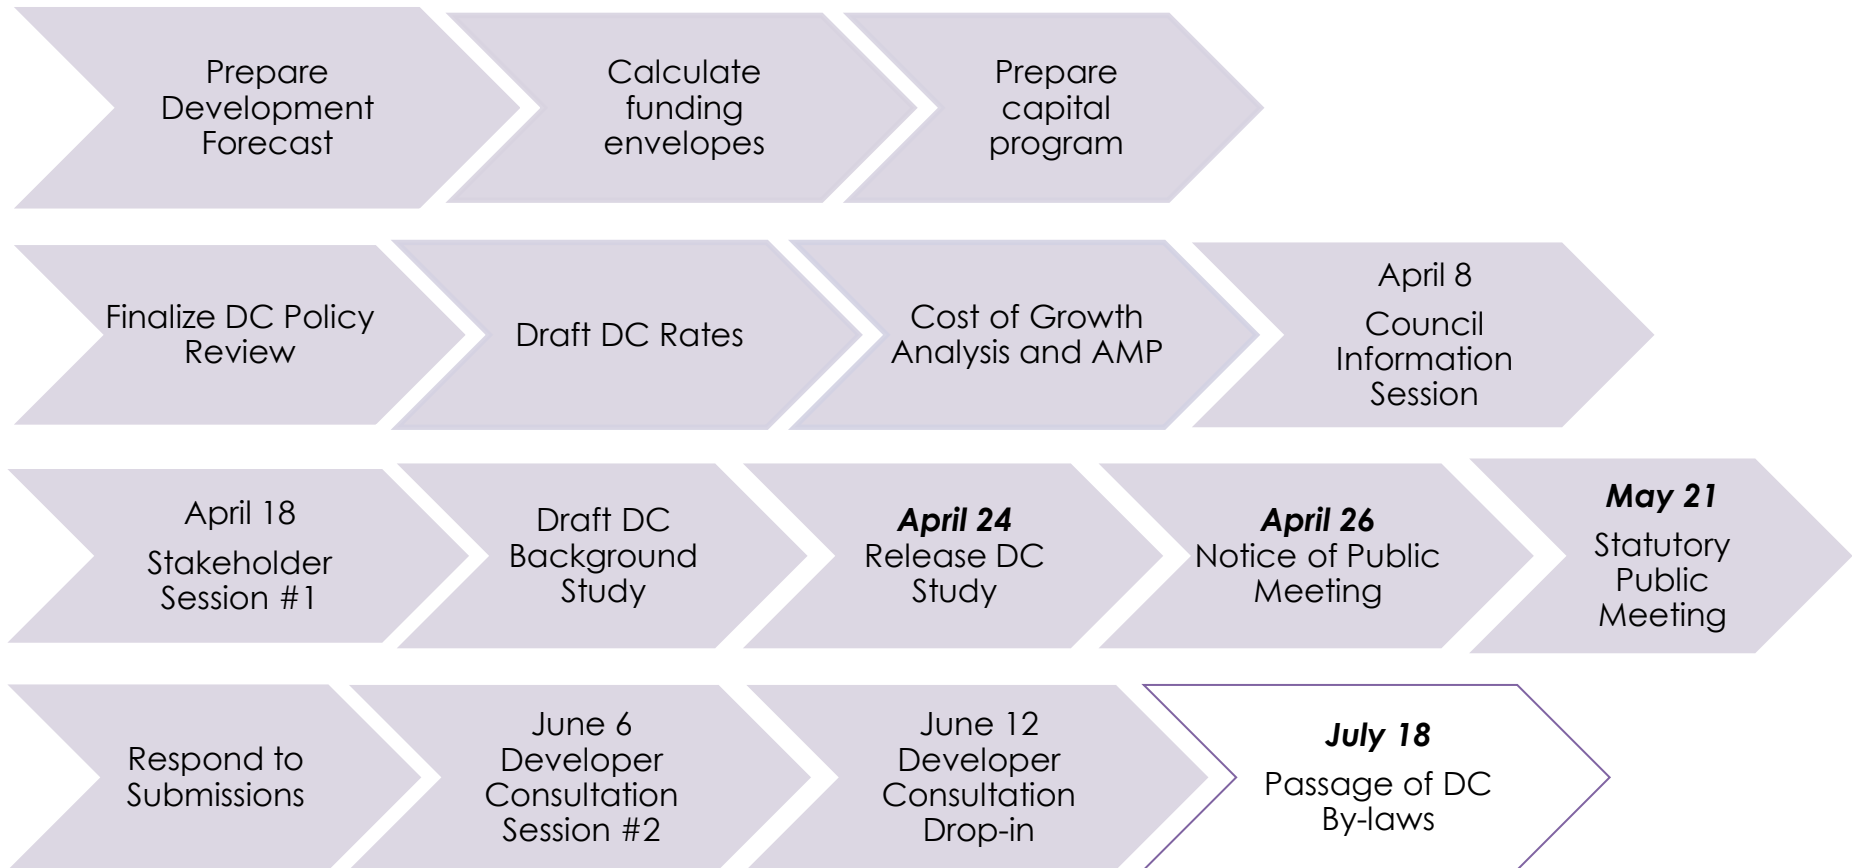 Prepare
Development
Forecast
Calculate
funding
envelopes
Prepare
capital
program
Finalize DC Policy
Review
Draft DC Rates
Cost of Growth
Analysis and AMP
April 8
Council
Information
Session
April 18
Stakeholder
Session #1
Draft DC
Background
Study
April 24
Release DC
Study
April 26
Notice of Public
Meeting
May 21
Statutory
Public
Meeting
Respond to
Submissions
June 6
Developer
Consultation
Session #2
June 12
Developer
Consultation
Drop-in
July 18
Passage of DC
By-laws